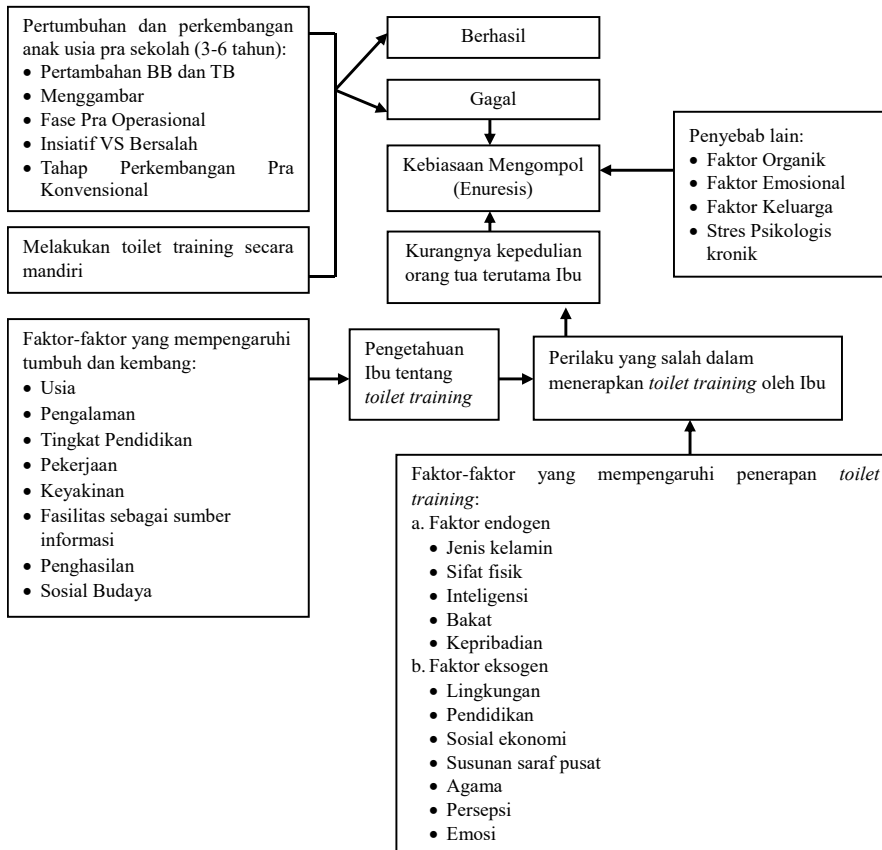 Pertumbuhan dan perkembangan
anak usia pra sekolah (3-6 tahun):
• Pertambahan BB dan TB
• Menggambar
• Fase Pra Operasional
• Insiatif VS Bersalah
• Tahap Perkembangan Pra
Konvensional
Melakukan toilet training secara
mandiri
Berhasil
Gagal
Kebiasaan Mengompol
(Enuresis)
Kurangnya kepedulian
orang tua terutama Ibu
Penyebab lain:
• Faktor Organik
• Faktor Emosional
• Faktor Keluarga
• Stres Psikologis
kronik
Faktor-faktor yang mempengaruhi
tumbuh dan kembang:
• Usia
• Pengalaman
• Tingkat Pendidikan
• Pekerjaan
• Keyakinan
• Fasilitas sebagai sumber
informasi
• Penghasilan
• Sosial Budaya
Pengetahuan
Ibu tentang
toilet training
Perilaku yang salah dalam
menerapkan toilet training oleh Ibu
Faktor-faktor yang mempengaruhi penerapan toilet
training:
a. Faktor endogen
• Jenis kelamin
• Sifat fisik
• Inteligensi
• Bakat
• Kepribadian
b. Faktor eksogen
• Lingkungan
• Pendidikan
• Sosial ekonomi
• Susunan saraf pusat
• Agama
• Persepsi
• Emosi